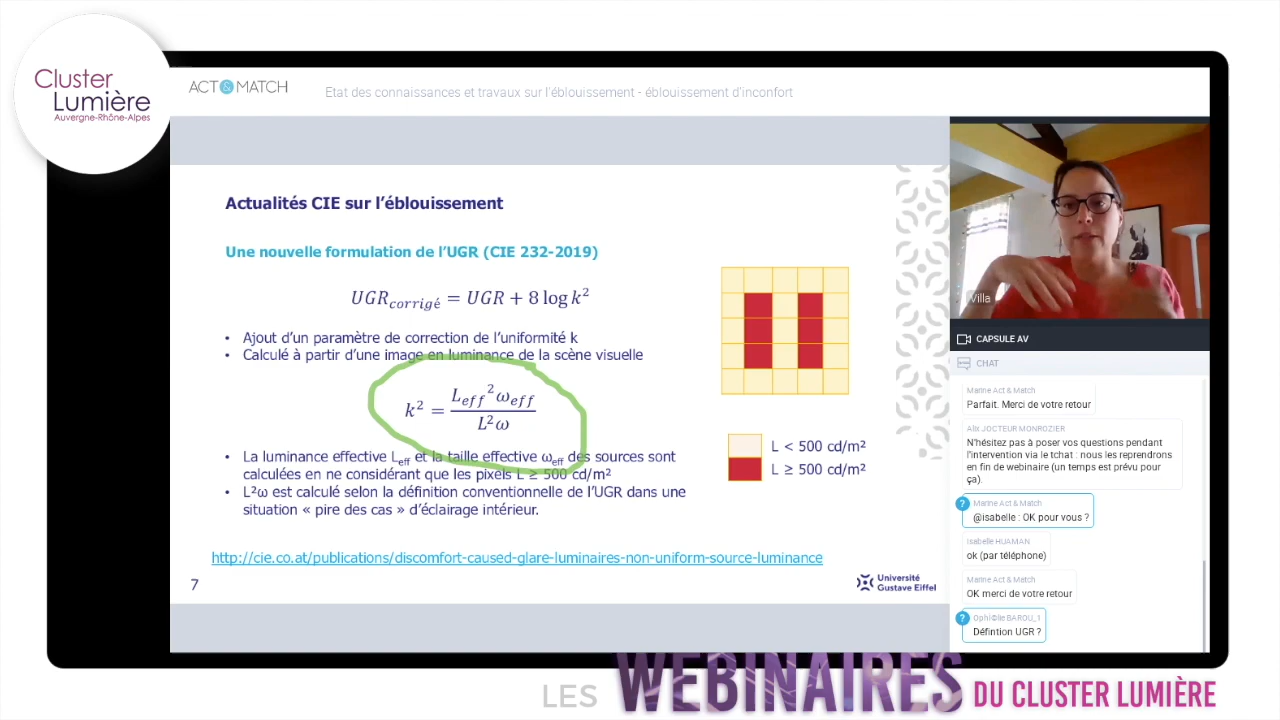 Cluster
Lumière
Auvergne-Rhône-Alpes
ACT&MATCH
Etat des connaissances et travaux sur l'éblouissement - éblouissement d'inconfort
Actualités CIE sur l'éblouissement
Une nouvelle formulation de l'UGR (CIE 232-2019)
UGR_corrigé = UGR + 8 log k²
• Ajout d'un paramètre de correction de l'uniformité k
• Calculé à partir d'une image en luminance de la scène visuelle
k² = L_eff² ω_eff / L²ω
• La luminance effective L_eff et la taille effective ω_eff des sources sont
calculées en ne considérant que les pixels L ≥ 500 cd/m²
• L²ω est calculé selon la définition conventionnelle de l'UGR dans une
situation « pire des cas » d'éclairage intérieur.
L < 500 cd/m²
L ≥ 500 cd/m²
http://cie.co.at/publications/discomfort-caused-glare-luminaires-non-uniform-source-luminance
7
Université
Gustave Eiffel
Villa
CAPSULE AV
CHAT
Marine Act & Match
Parfait. Merci de votre retour
Alix JOCTEUR MONROZIER
N'hésitez pas à poser vos questions pendant
l'intervention via le tchat : nous les reprendrons
en fin de webinaire (un temps est prévu pour
ça).
?
Marine Act & Match
@isabelle : OK pour vous ?
Isabelle HUAMAN
ok (par téléphone)
Marine Act & Match
OK merci de votre retour
?
Ophi©lie BAROU_1
Défintion UGR ?
LES WEBINAIRES DU CLUSTER LUMIÈRE